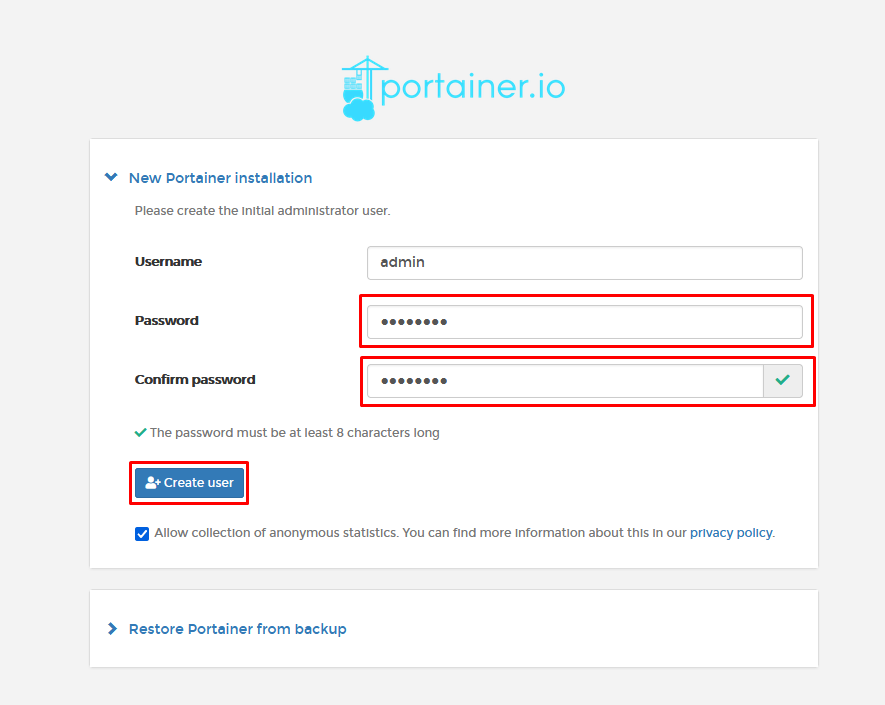 portainer.io
New Portainer installation
Please create the initial administrator user.
Username
admin
Password
••••••••
Confirm password
••••••••
The password must be at least 8 characters long
Create user
Allow collection of anonymous statistics. You can find more information about this in our privacy policy.
Restore Portainer from backup